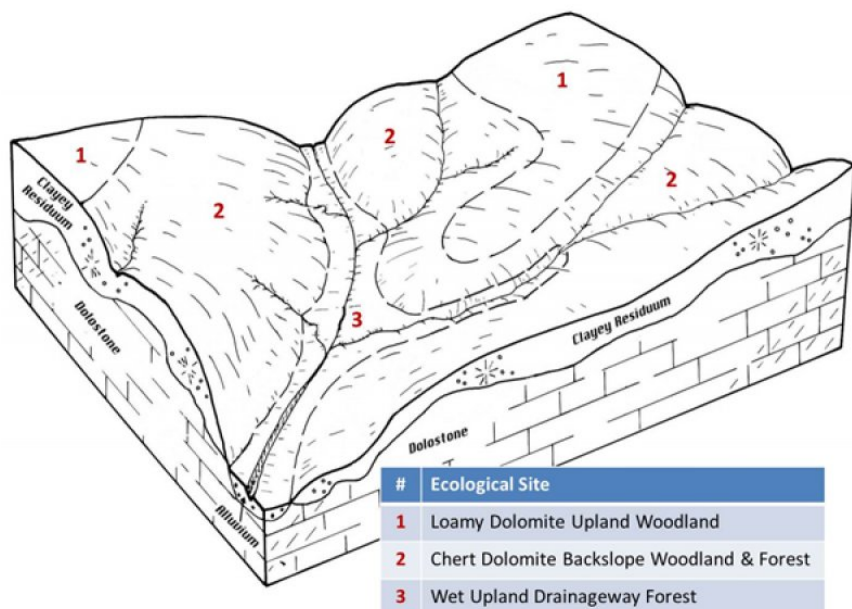 1
2
1
2
2
3
Clayey
Residuum
Dolostone
Alluvium
Clayey Residuum
Dolostone
# Ecological Site
1 Loamy Dolomite Upland Woodland
2 Chert Dolomite Backslope Woodland & Forest
3 Wet Upland Drainageway Forest